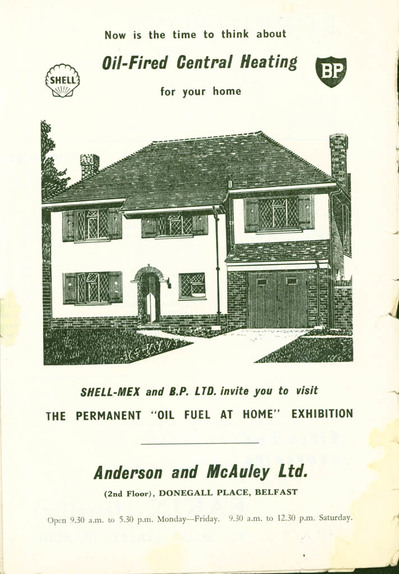 Now is the time to think about
Oil-Fired Central Heating
SHELL
BP
for your home
SHELL-MEX and B.P. LTD. invite you to visit
THE PERMANENT "OIL FUEL AT HOME" EXHIBITION
Anderson and McAuley Ltd.
(2nd Floor), DONEGALL PLACE, BELFAST
Open 9.30 a.m. to 5.30 p.m. Monday—Friday. 9.30 a.m. to 12.30 p.m. Saturday.